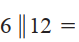 6 ‖ 12 =